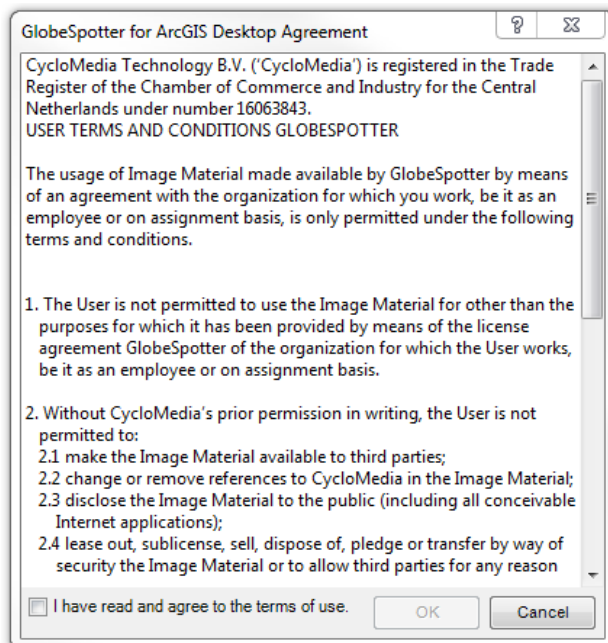 GlobeSpotter for ArcGIS Desktop Agreement
CycloMedia Technology B.V. ('CycloMedia') is registered in the Trade
Register of the Chamber of Commerce and Industry for the Central
Netherlands under number 16063843.
USER TERMS AND CONDITIONS GLOBESPOTTER
The usage of Image Material made available by GlobeSpotter by means
of an agreement with the organization for which you work, be it as an
employee or on assignment basis, is only permitted under the following
terms and conditions.
1. The User is not permitted to use the Image Material for other than the
purposes for which it has been provided by means of the license
agreement GlobeSpotter of the organization for which the User works,
be it as an employee or on assignment basis.
2. Without CycloMedia's prior permission in writing, the User is not
permitted to:
2.1 make the Image Material available to third parties;
2.2 change or remove references to CycloMedia in the Image Material;
2.3 disclose the Image Material to the public (including all conceivable
Internet applications);
2.4 lease out, sublicense, sell, dispose of, pledge or transfer by way of
security the Image Material or to allow third parties for any reason
I have read and agree to the terms of use.
OK
Cancel